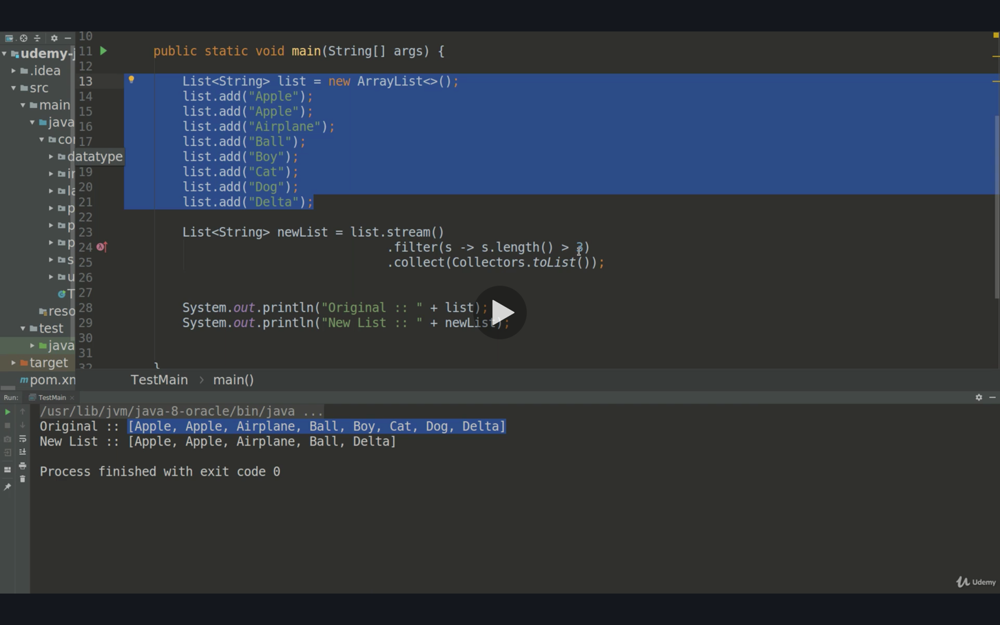 udemy-j
.idea
src
main
java
datatype
reso
test
java
target
10
11 public static void main(String[] args) {
12
13 List<String> list = new ArrayList<>();
14 list.add("Apple");
15 list.add("Apple");
16 list.add("Airplane");
17 list.add("Ball");
list.add("Boy");
19 list.add("Cat");
20 list.add("Dog");
21 list.add("Delta");
22
23 List<String> newList = list.stream()
24 .filter(s -> s.length() > 3)
25 .collect(Collectors.toList());
26
27
28 System.out.println("Original :: " + list);
29 System.out.println("New List :: " + newList);
30
31
32 }
TestMain > main()
Run: TestMain
/usr/lib/jvm/java-8-oracle/bin/java ...
Original :: [Apple, Apple, Airplane, Ball, Boy, Cat, Dog, Delta]
New List :: [Apple, Apple, Airplane, Ball, Delta]
Process finished with exit code 0
Udemy